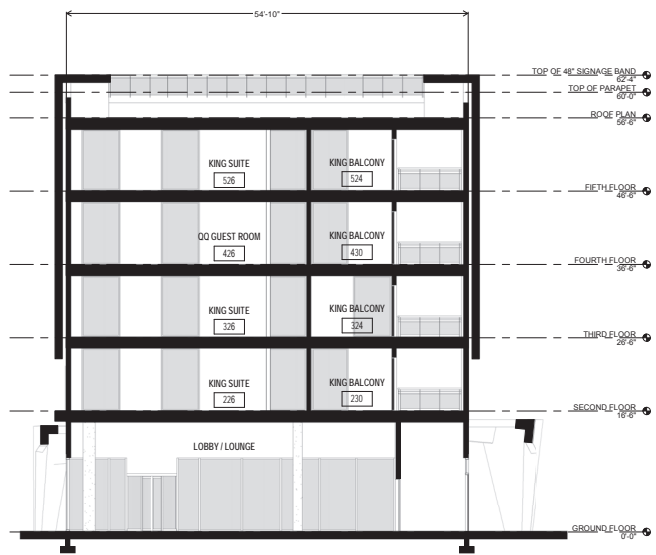 54'-10"
TOP OF 48" SIGNAGE BAND
62'-4"
TOP OF PARAPET
60'-0"
ROOF PLAN
56'-6"
KING SUITE
526
KING BALCONY
524
FIFTH FLOOR
46'-6"
QQ GUEST ROOM
426
KING BALCONY
430
FOURTH FLOOR
36'-6"
KING SUITE
326
KING BALCONY
324
THIRD FLOOR
26'-6"
KING SUITE
226
KING BALCONY
230
SECOND FLOOR
16'-6"
LOBBY / LOUNGE
GROUND FLOOR
0'-0"